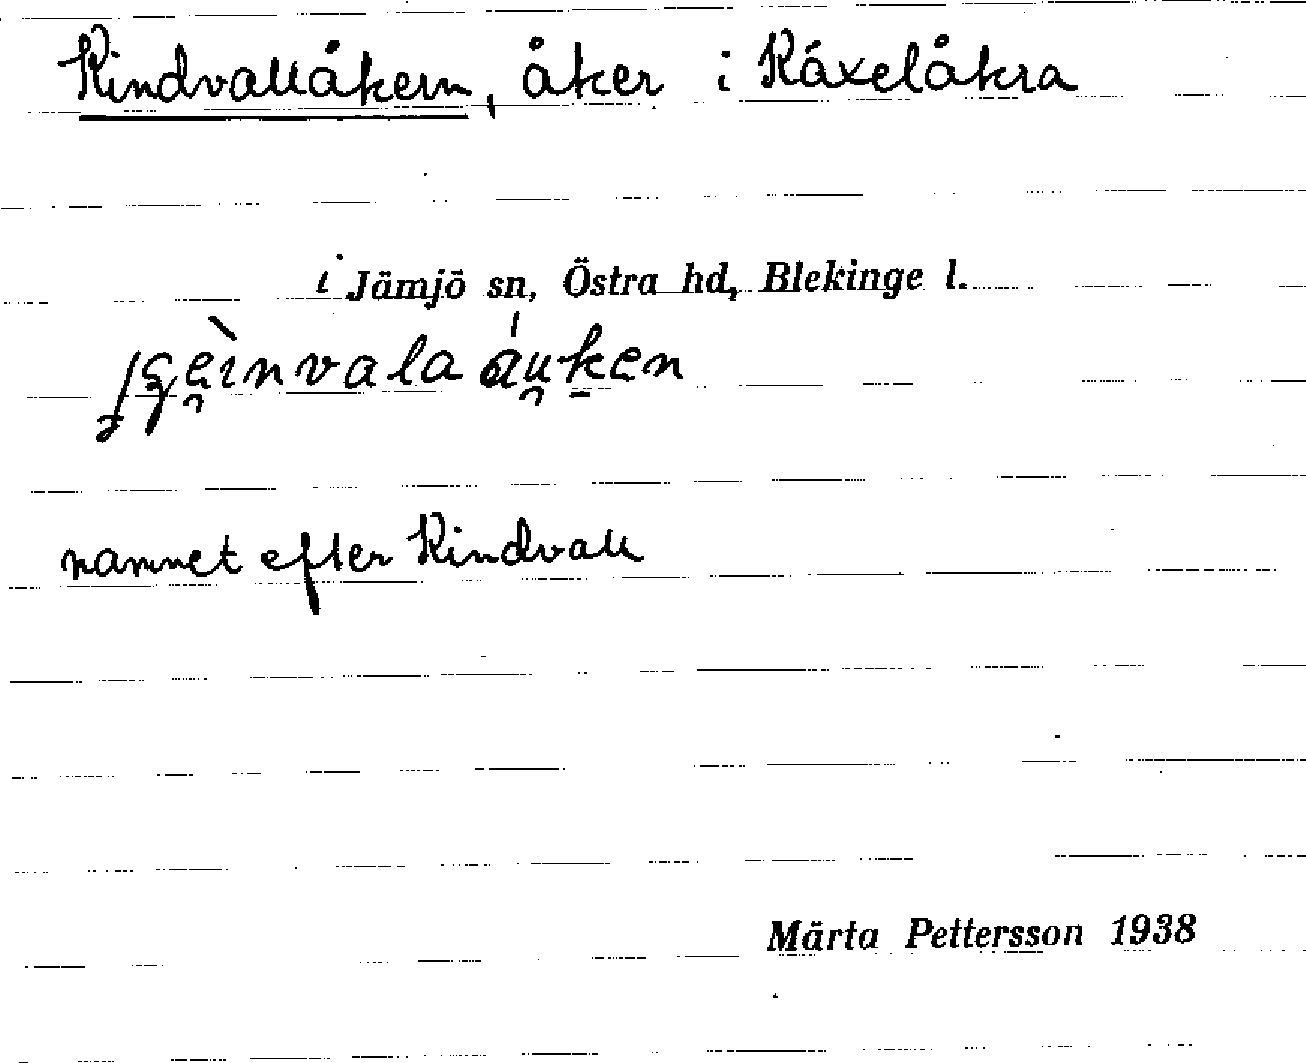 Kindvallåkern, åker i Kåxelåkra
i Jämjö sn, Östra hd, Blekinge l.
namnet efter Kindvall
Märta Pettersson 1938